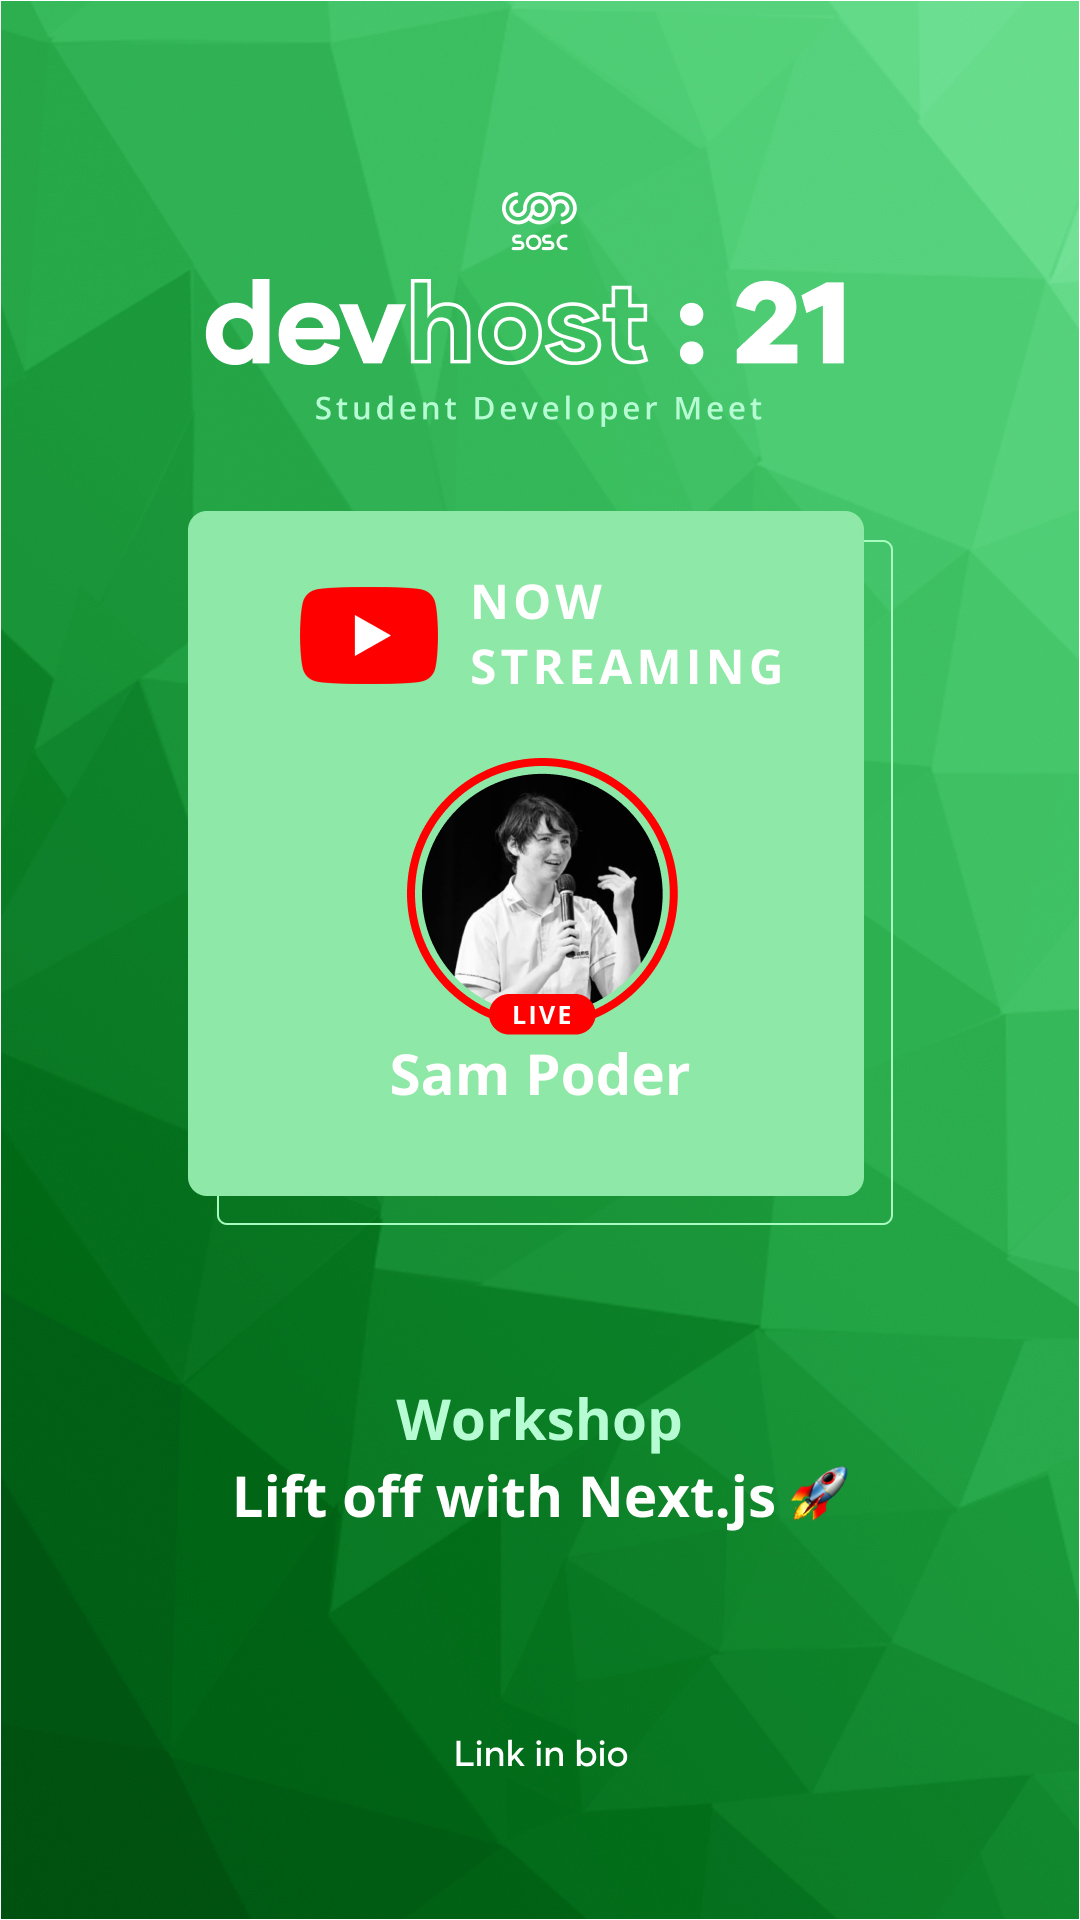 SOSC
devhost : 21
Student Developer Meet
NOW
STREAMING
LIVE
Sam Poder
Workshop
Lift off with Next.js 🚀
Link in bio